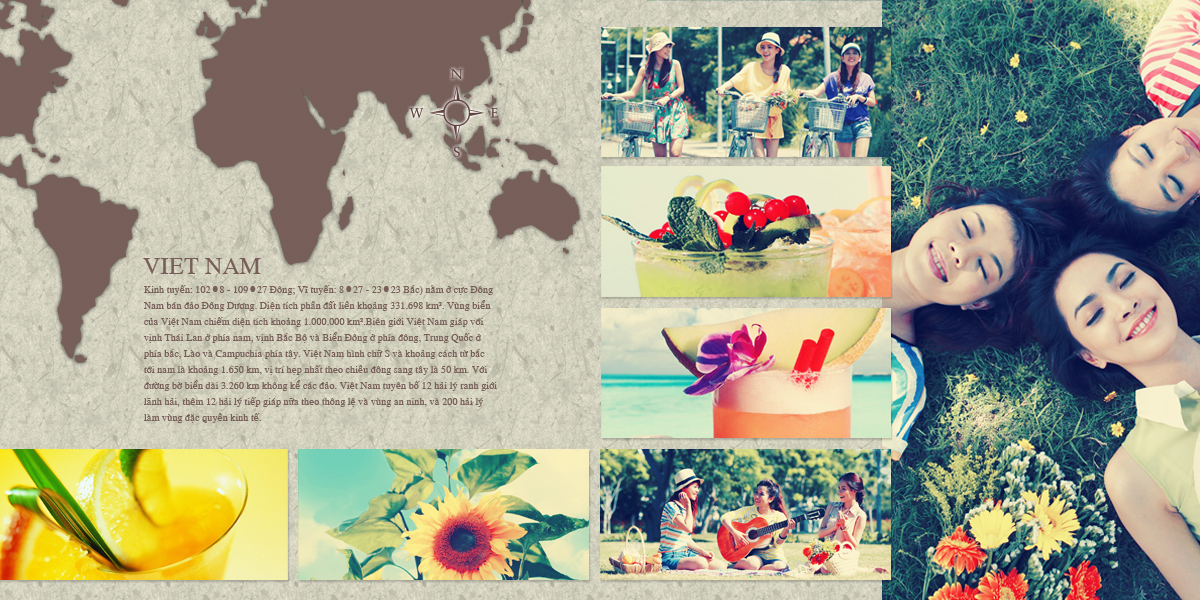 N
W E
S
VIET NAM
Kinh tuyến: 102●8 - 109●27 Đông; Vĩ tuyến: 8●27 - 23●23 Bắc) nằm ở cực Đông
Nam bán đảo Đông Dương. Diện tích phần đất liền khoảng 331.698 km². Vùng biển
của Việt Nam chiếm diện tích khoảng 1.000.000 km².Biên giới Việt Nam giáp với
vịnh Thái Lan ở phía nam, vịnh Bắc Bộ và Biển Đông ở phía đông, Trung Quốc ở
phía bắc, Lào và Campuchia phía tây. Việt Nam hình chữ S và khoảng cách từ bắc
tới nam là khoảng 1.650 km, vị trí hẹp nhất theo chiều đông sang tây là 50 km. Với
đường bờ biển dài 3.260 km không kể các đảo. Việt Nam tuyên bố 12 hải lý ranh giới
lãnh hải, thêm 12 hải lý tiếp giáp nữa theo thông lệ và vùng an ninh, và 200 hải lý
làm vùng đặc quyền kinh tế.